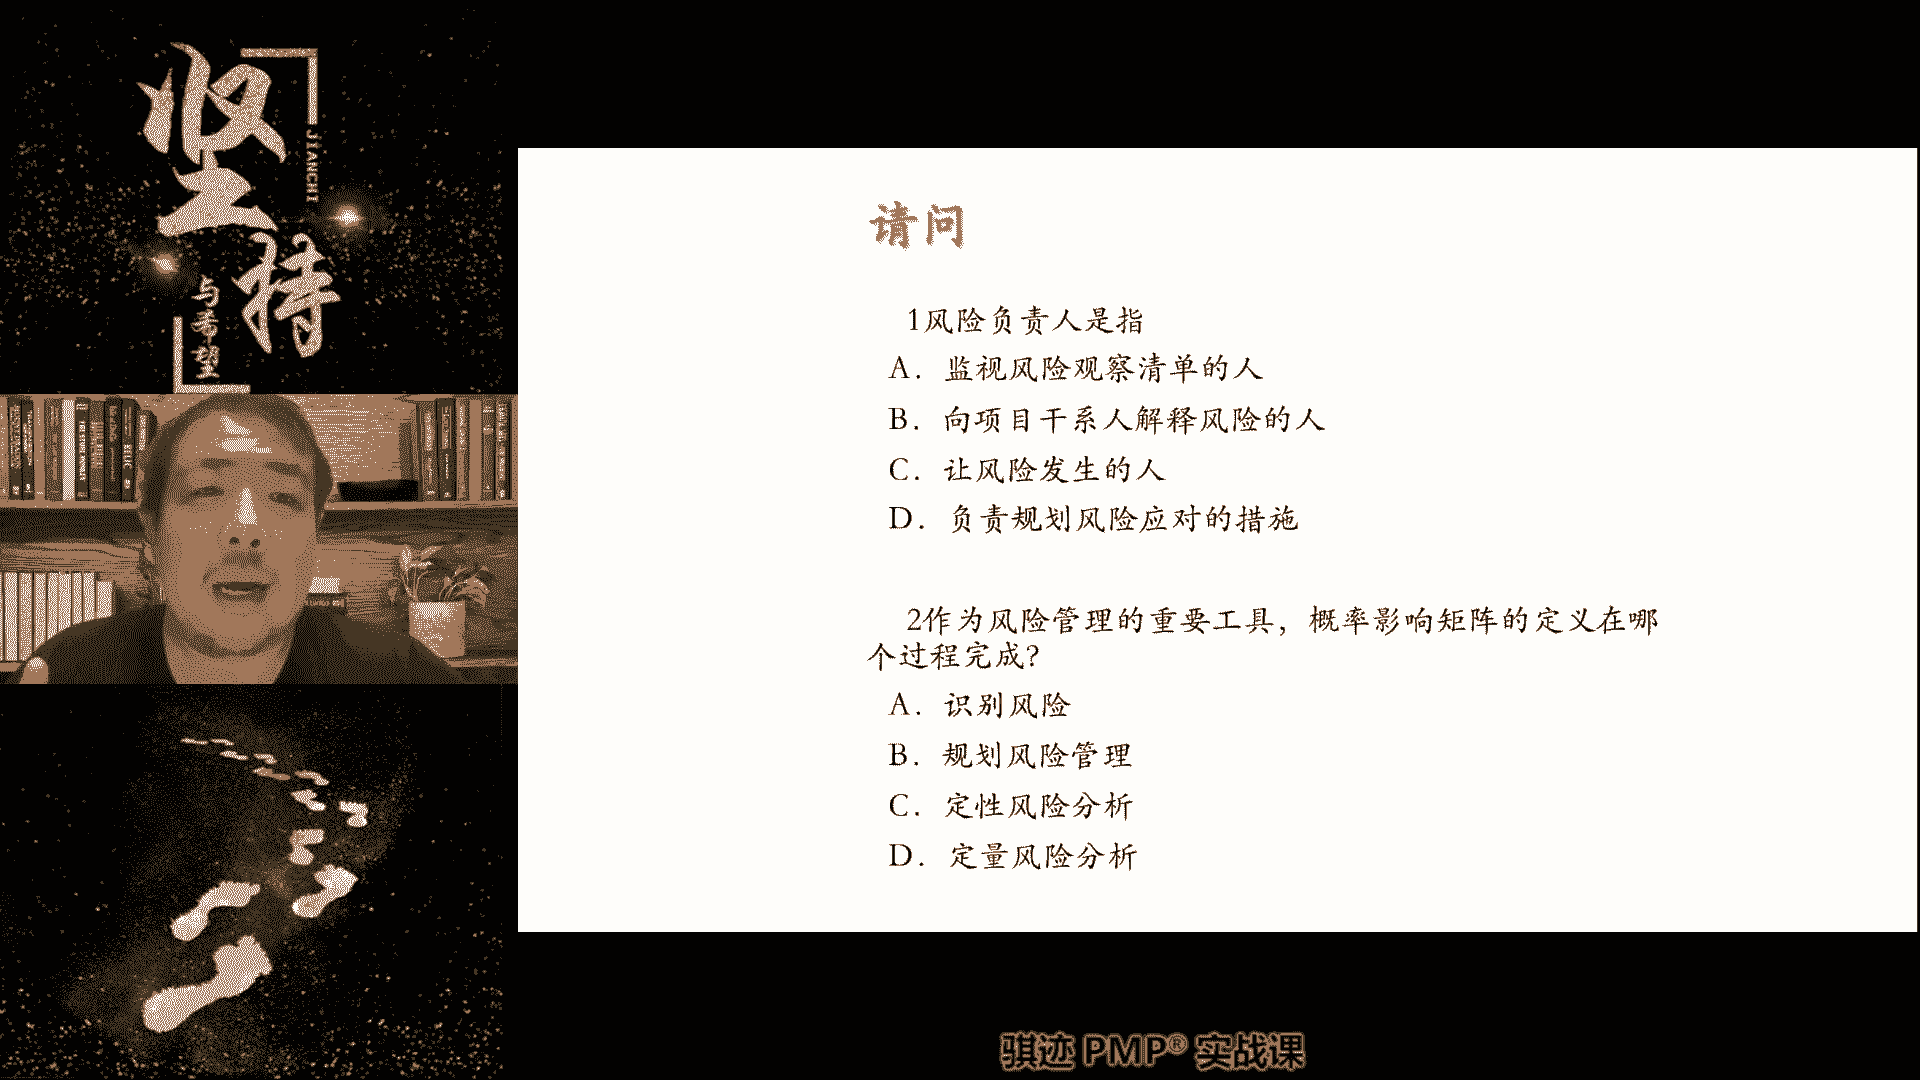 坚持
JIANCHI
与希望
请问
1风险负责人是指
A．监视风险观察清单的人
B．向项目干系人解释风险的人
C．让风险发生的人
D．负责规划风险应对的措施
2作为风险管理的重要工具，概率影响矩阵的定义在哪
个过程完成？
A．识别风险
B．规划风险管理
C．定性风险分析
D．定量风险分析
骐迹 PMP® 实战课